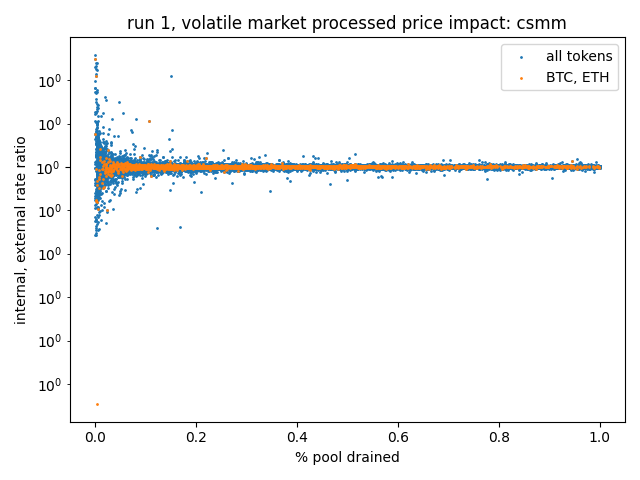 run 1, volatile market processed price impact: csmm
all tokens
BTC, ETH
internal, external rate ratio
10⁰
10⁰
10⁰
10⁰
10⁰
10⁰
10⁰
10⁰
0.0 0.2 0.4 0.6 0.8 1.0
% pool drained